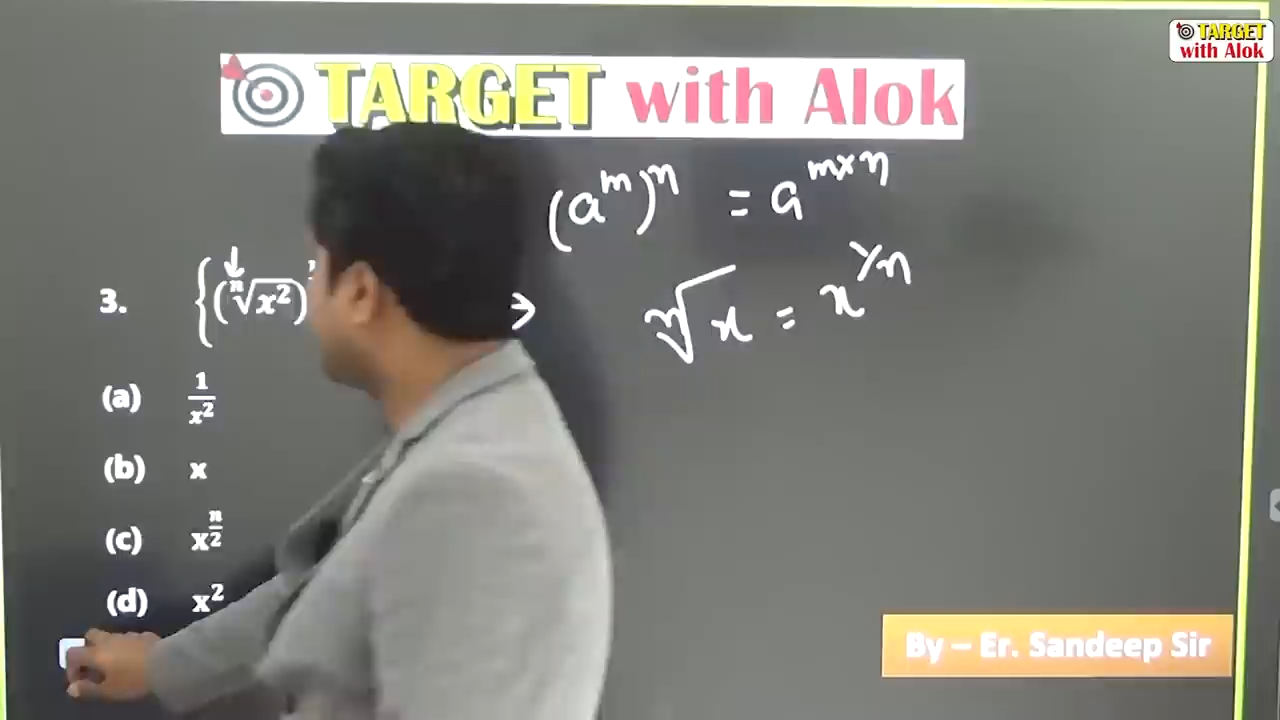 TARGET
with Alok
TARGET with Alok
(a^m)^n = a^{m×n}
3. {(ⁿ√x²)
ⁿ√x = x^{1/n}
(a) 1/x²
(b) x
(c) x^{n/2}
(d) x²
By – Er. Sandeep Sir